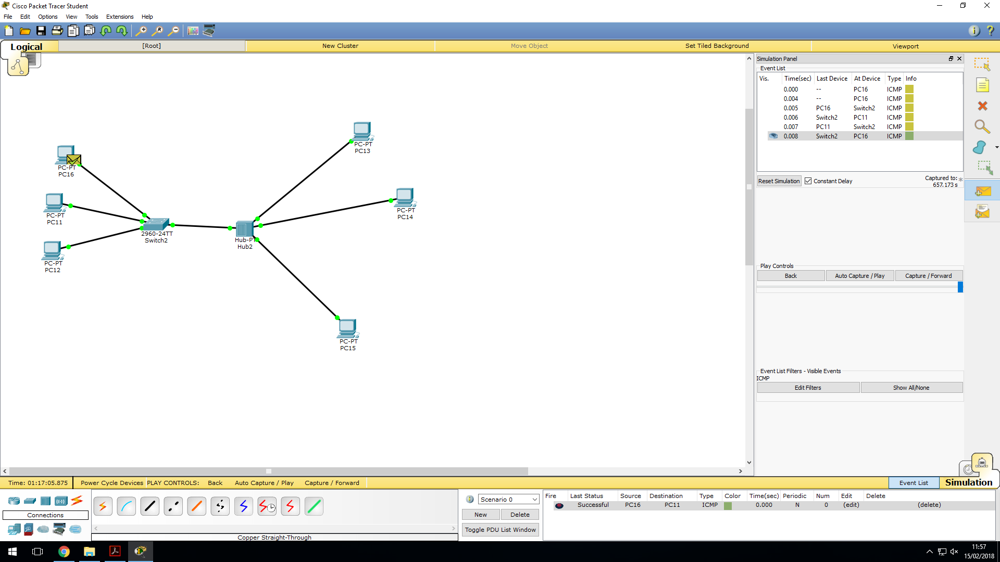 Cisco Packet Tracer Student
File Edit Options View Tools Extensions Help
Logical [Root] New Cluster Move Object Set Tiled Background Viewport
Simulation Panel
Event List
Vis. Time(sec) Last Device At Device Type Info
0.000 -- PC16 ICMP
0.004 -- PC16 ICMP
0.005 PC16 Switch2 ICMP
0.006 Switch2 PC11 ICMP
0.007 PC11 Switch2 ICMP
0.008 Switch2 PC16 ICMP
Reset Simulation Constant Delay Captured to: *
657.173 s
PC-PT
PC16
PC-PT
PC11
PC-PT
PC12
2960-24TT
Switch2
Hub-PT
Hub2
PC-PT
PC13
PC-PT
PC14
PC-PT
PC15
Play Controls
Back Auto Capture / Play Capture / Forward
Event List Filters - Visible Events
ICMP
Edit Filters Show All/None
Time: 01:17:05.875 Power Cycle Devices PLAY CONTROLS: Back Auto Capture / Play Capture / Forward Event List Simulation
Connections
Copper Straight-Through
Scenario 0
New Delete
Toggle PDU List Window
Fire Last Status Source Destination Type Color Time(sec) Periodic Num Edit Delete
Successful PC16 PC11 ICMP 0.000 N 0 (edit) (delete)
11:57
15/02/2018